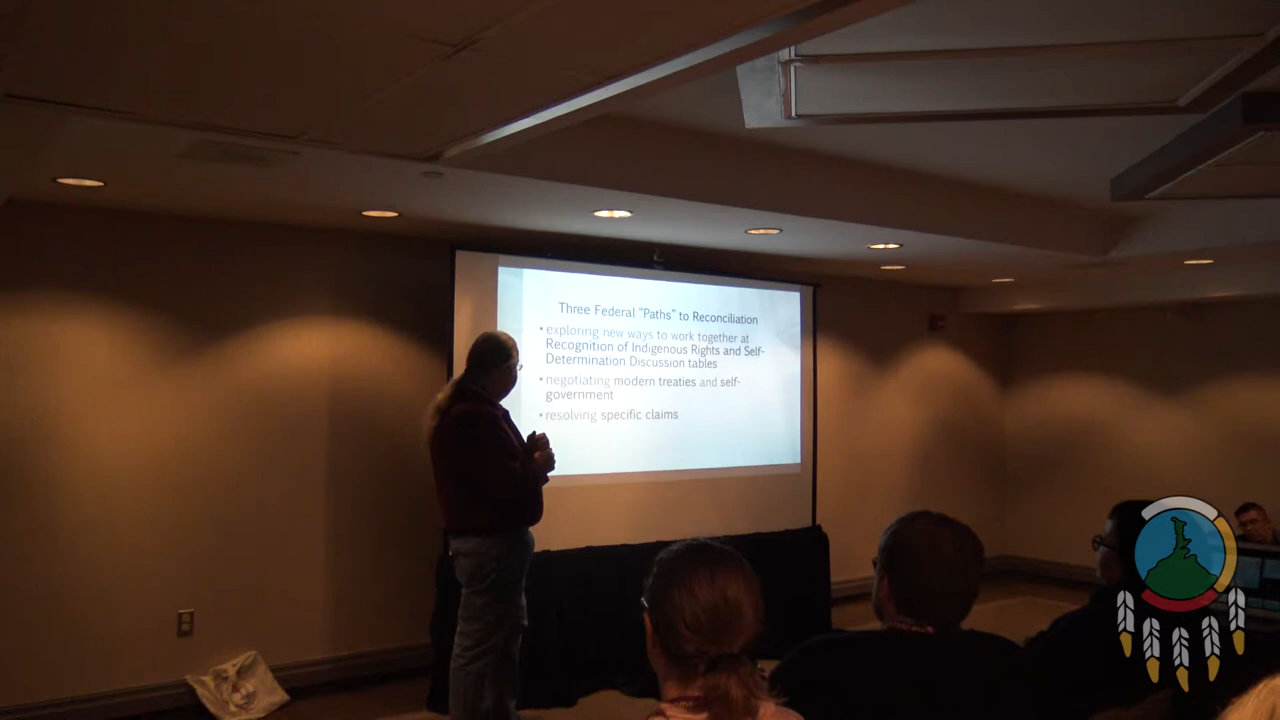 Three Federal "Paths" to Reconciliation
• exploring new ways to work together at
Recognition of Indigenous Rights and Self-
Determination Discussion tables
• negotiating modern treaties and self-
government
• resolving specific claims